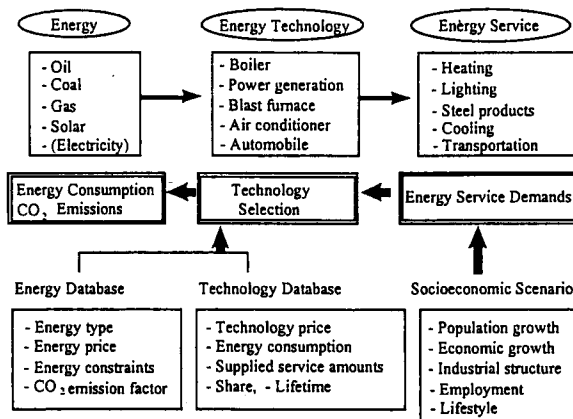 Energy
Energy Technology
Energy Service
- Oil
- Coal
- Gas
- Solar
- (Electricity)
- Boiler
- Power generation
- Blast furnace
- Air conditioner
- Automobile
- Heating
- Lighting
- Steel products
- Cooling
- Transportation
Energy Consumption
CO2 Emissions
Technology
Selection
Energy Service Demands
Energy Database
Technology Database
Socioeconomic Scenario
- Energy type
- Energy price
- Energy constraints
- CO2 emission factor
- Technology price
- Energy consumption
- Supplied service amounts
- Share, - Lifetime
- Population growth
- Economic growth
- Industrial structure
- Employment
- Lifestyle